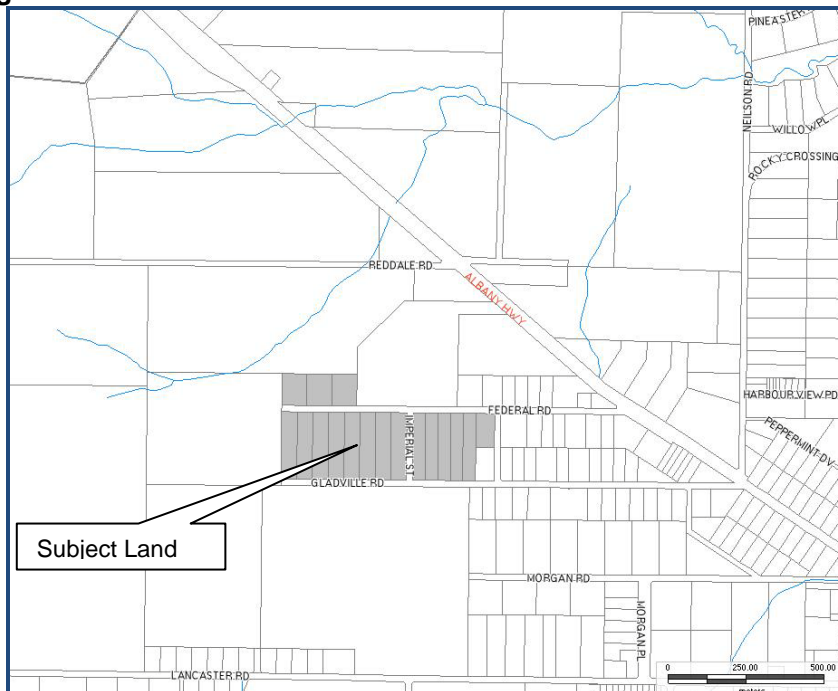 PINEASTER
NEILSON RD
WILLOW PL
ROCKY CROSSING
REDDALE RD
ALBANY HWY
HARBOUR VIEW PD
FEDERAL RD
IMPERIAL ST
PEPPERMINT DV
GLADVILLE RD
Subject Land
MORGAN RD
MORGAN PL
LANCASTER RD
0 250.00 500.00
meters